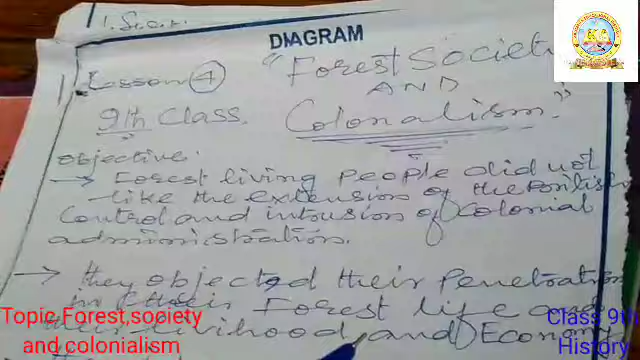 DIAGRAM
Lesson 4
"Forest Society
AND
9th Class.
Colonalism."
objective:
→ Forest living people did not
like the extension of the British
control and intrusion of colonial
administration.
→ they objected their penetration
in their Forest life and
their livihood and Economy
Topic Forest,society
and colonialism
Class 9th
History